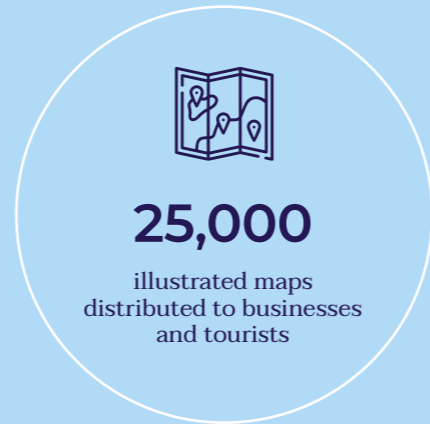 25,000
illustrated maps
distributed to businesses
and tourists